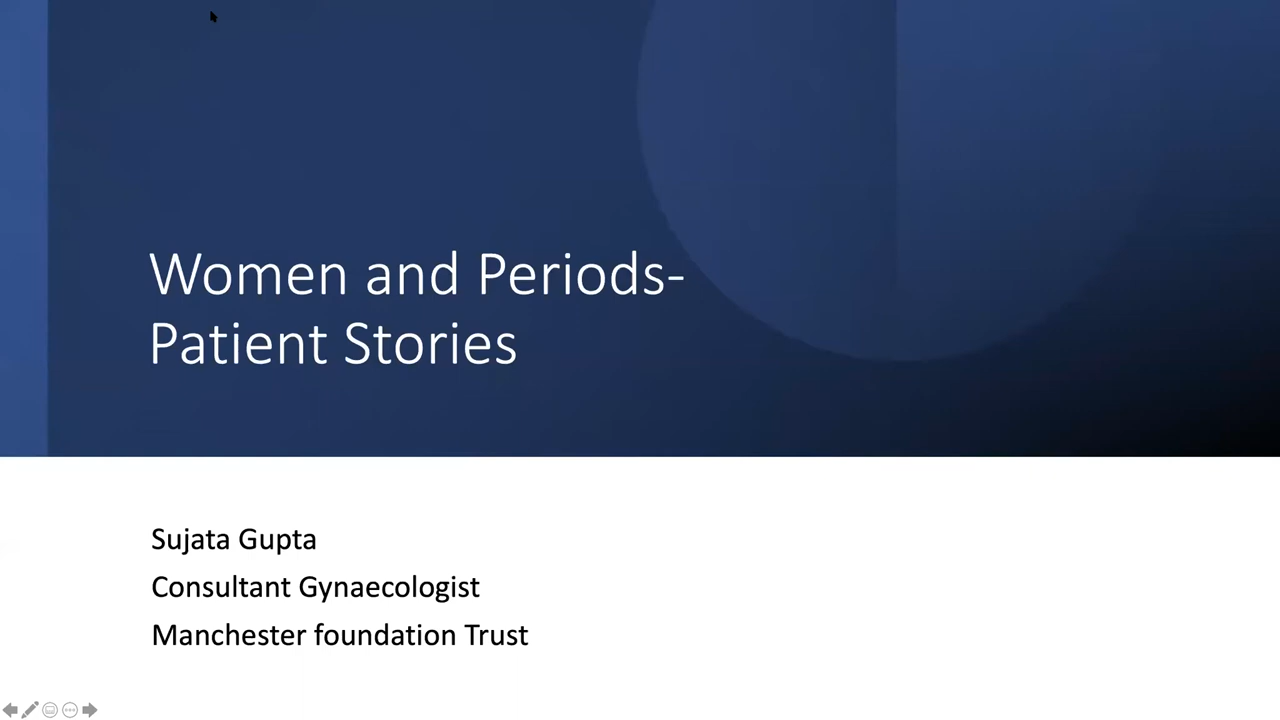 Women and Periods-
Patient Stories
Sujata Gupta
Consultant Gynaecologist
Manchester foundation Trust